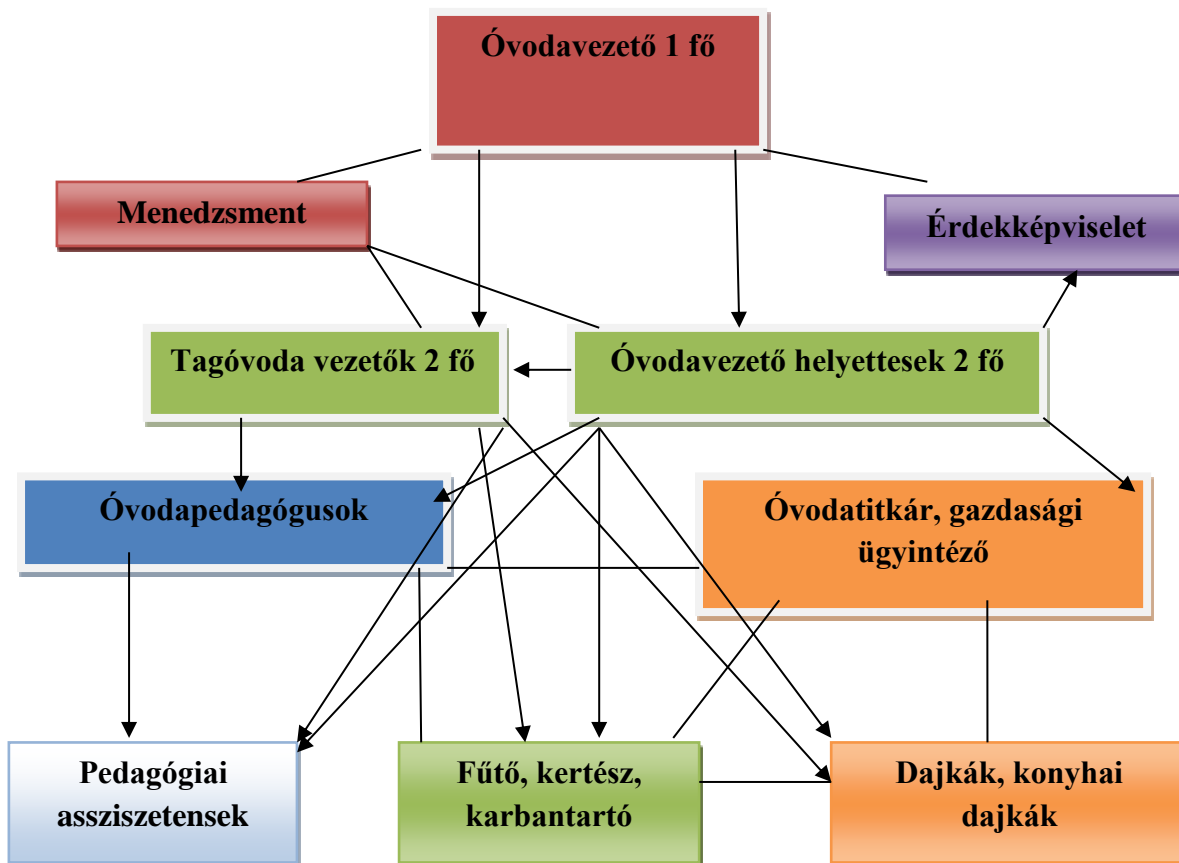 Óvodavezető 1 fő
Menedzsment
Érdekképviselet
Tagóvoda vezetők 2 fő
Óvodavezető helyettesek 2 fő
Óvodapedagógusok
Óvodatitkár, gazdasági
ügyintéző
Pedagógiai
assziszetensek
Fűtő, kertész,
karbantartó
Dajkák, konyhai
dajkák